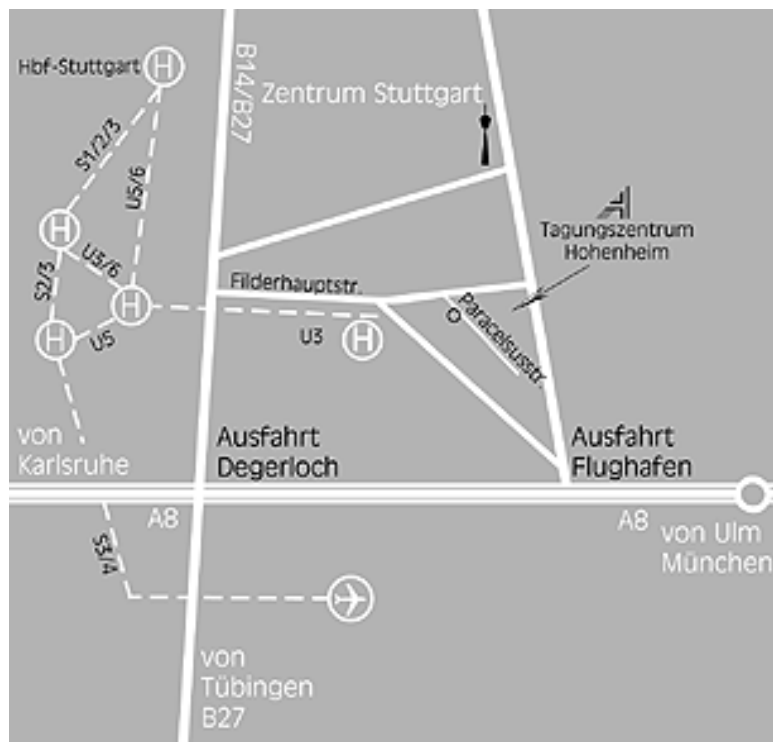 Hbf-Stuttgart
H
B14/B27
Zentrum Stuttgart
S1/2/3
U5/6
Tagungszentrum
Hohenheim
H
U3/6
S2/3
Filderhauptstr.
H
Paracelsusstr.
H
U5
U3
H
von
Karlsruhe
Ausfahrt
Degerloch
Ausfahrt
Flughafen
A8
A8
von Ulm
München
S3/4
von
Tübingen
B27